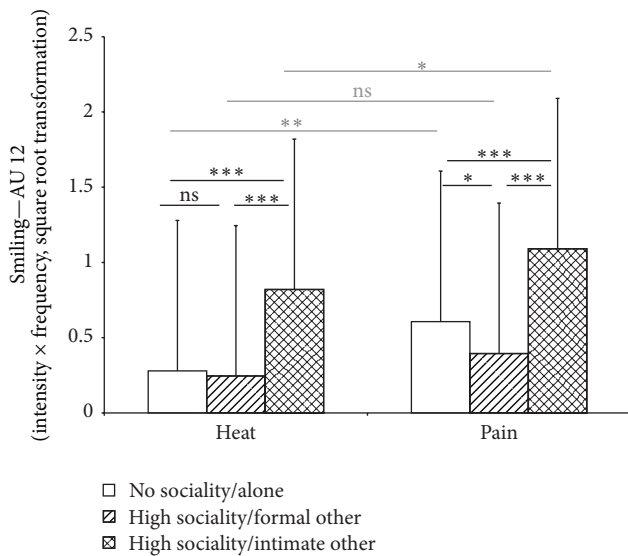 2.5
2
1.5
1
0.5
0
Smiling—AU 12
(intensity × frequency, square root transformation)
*
ns
**
***
***
ns
***
*
***
Heat
Pain
No sociality/alone
High sociality/formal other
High sociality/intimate other